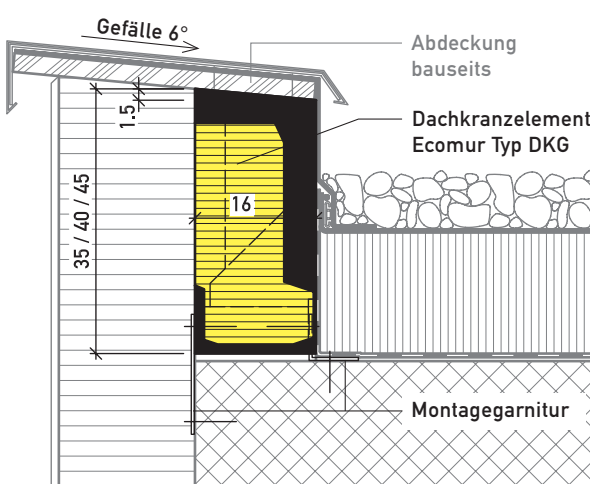 Gefälle 6°
Abdeckung
bauseits
1.5
Dachkranzelement
Ecomur Typ DKG
35 / 40 / 45
16
Montagegarnitur